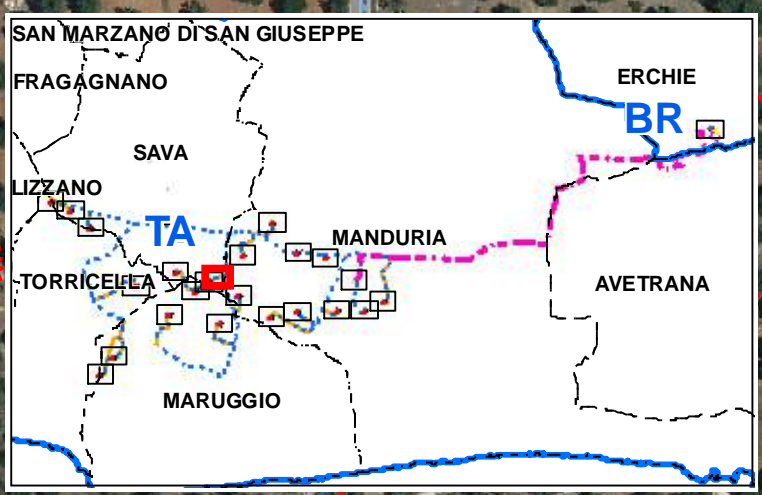 SAN MARZANO DI SAN GIUSEPPE
FRAGAGNANO
ERCHIE
BR
SAVA
LIZZANO
TA
MANDURIA
TORRICELLA
AVETRANA
MARUGGIO